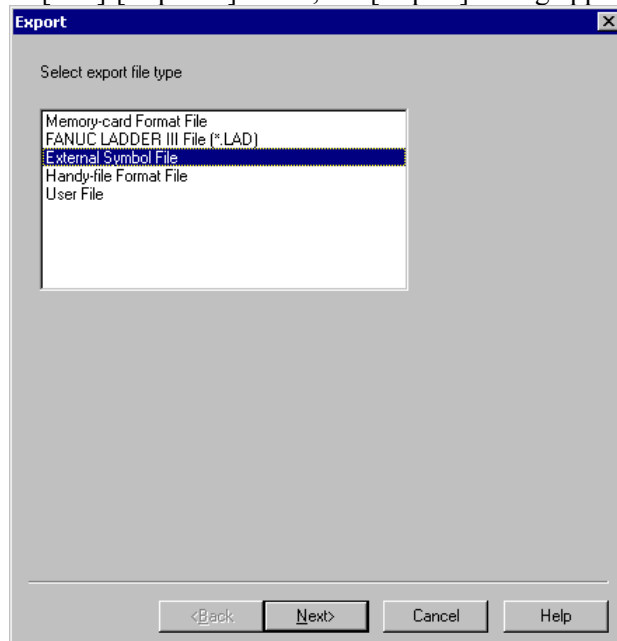 Export
Select export file type
Memory-card Format File
FANUC LADDER III File (*.LAD)
External Symbol File
Handy-file Format File
User File
<Back Next> Cancel Help